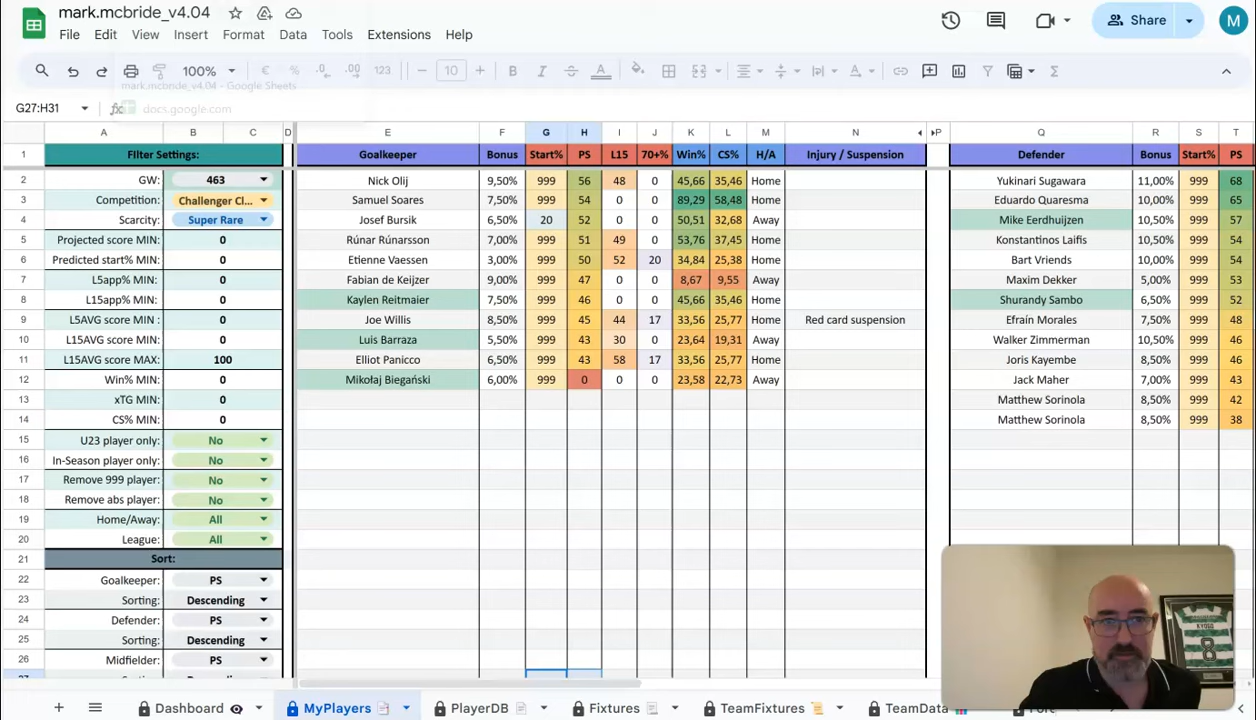 mark.mcbride_v4.04
M
File Edit View Insert Format Data Tools Extensions Help
Share
100% € % .0 .00 123 10 B I A A Σ
mark.mcbride_v4.04 - Google Sheets
G27:H31 fx docs.google.com
A B C D E F G H I J K L M N P Q R S T
1 Filter Settings: Goalkeeper Bonus Start% PS L15 70+% Win% CS% H/A Injury / Suspension Defender Bonus Start% PS
2 GW: 463 Nick Olij 9,50% 999 56 48 0 45,66 35,46 Home Yukinari Sugawara 11,00% 999 68
3 Competition: Challenger Cl... Samuel Soares 7,50% 999 54 0 0 89,29 58,48 Home Eduardo Quaresma 10,00% 999 65
4 Scarcity: Super Rare Josef Bursik 6,50% 20 52 0 0 50,51 32,68 Away Mike Eerdhuijzen 10,50% 999 57
5 Projected score MIN: 0 Rúnar Rúnarsson 7,00% 999 51 49 0 53,76 37,45 Home Konstantinos Laifis 10,50% 999 54
6 Predicted start% MIN: 0 Etienne Vaessen 3,00% 999 50 52 20 34,84 25,38 Home Bart Vriends 10,00% 999 54
7 L5app% MIN: 0 Fabian de Keijzer 9,00% 999 47 0 0 8,67 9,55 Away Maxim Dekker 5,00% 999 53
8 L15app% MIN: 0 Kaylen Reitmaier 7,50% 999 46 0 0 45,66 35,46 Home Shurandy Sambo 6,50% 999 52
9 L5AVG score MIN : 0 Joe Willis 8,50% 999 45 44 17 33,56 25,77 Home Red card suspension Efraín Morales 7,50% 999 48
10 L15AVG score MIN: 0 Luis Barraza 5,50% 999 43 30 0 23,64 19,31 Away Walker Zimmerman 10,50% 999 46
11 L15AVG score MAX: 100 Elliot Panicco 6,50% 999 43 58 17 33,56 25,77 Home Joris Kayembe 8,50% 999 46
12 Win% MIN: 0 Mikołaj Biegański 6,00% 999 0 0 0 23,58 22,73 Away Jack Maher 7,00% 999 43
13 xTG MIN: 0 Matthew Sorinola 8,50% 999 42
14 CS% MIN: 0 Matthew Sorinola 8,50% 999 38
15 U23 player only: No
16 In-Season player only: No
17 Remove 999 player: No
18 Remove abs player: No
19 Home/Away: All
20 League: All
21 Sort:
22 Goalkeeper: PS
23 Sorting: Descending
24 Defender: PS
25 Sorting: Descending
26 Midfielder: PS
Dashboard MyPlayers PlayerDB Fixtures TeamFixtures TeamData
KYOGO
8